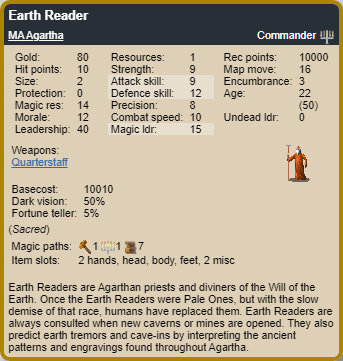 Earth Reader
MA Agartha Commander
Gold: 80 Resources: 1 Rec points: 10000
Hit points: 10 Strength: 9 Map move: 16
Size: 2 Attack skill: 9 Encumbrance: 3
Protection: 0 Defence skill: 12 Age: 22
Magic res: 14 Precision: 8 (50)
Morale: 12 Combat speed: 10 Undead ldr: 0
Leadership: 40 Magic ldr: 15
Weapons:
Quarterstaff
Basecost: 10010
Dark vision: 50%
Fortune teller: 5%
(Sacred)
Magic paths: 1 1 7
Item slots: 2 hands, head, body, feet, 2 misc
Earth Readers are Agarthan priests and diviners of the Will of the
Earth. Once the Earth Readers were Pale Ones, but with the slow
demise of that race, humans have replaced them. Earth Readers are
always consulted when new caverns or mines are opened. They also
predict earth tremors and cave-ins by interpreting the ancient
patterns and engravings found throughout Agartha.